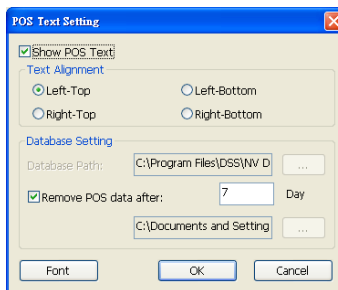 POS Text Setting
Show POS Text
Text Alignment
Left-Top Left-Bottom
Right-Top Right-Bottom
Database Setting
Database Path: C:\Program Files\DSS\NV D ...
Remove POS data after: 7 Day
C:\Documents and Setting ...
Font OK Cancel